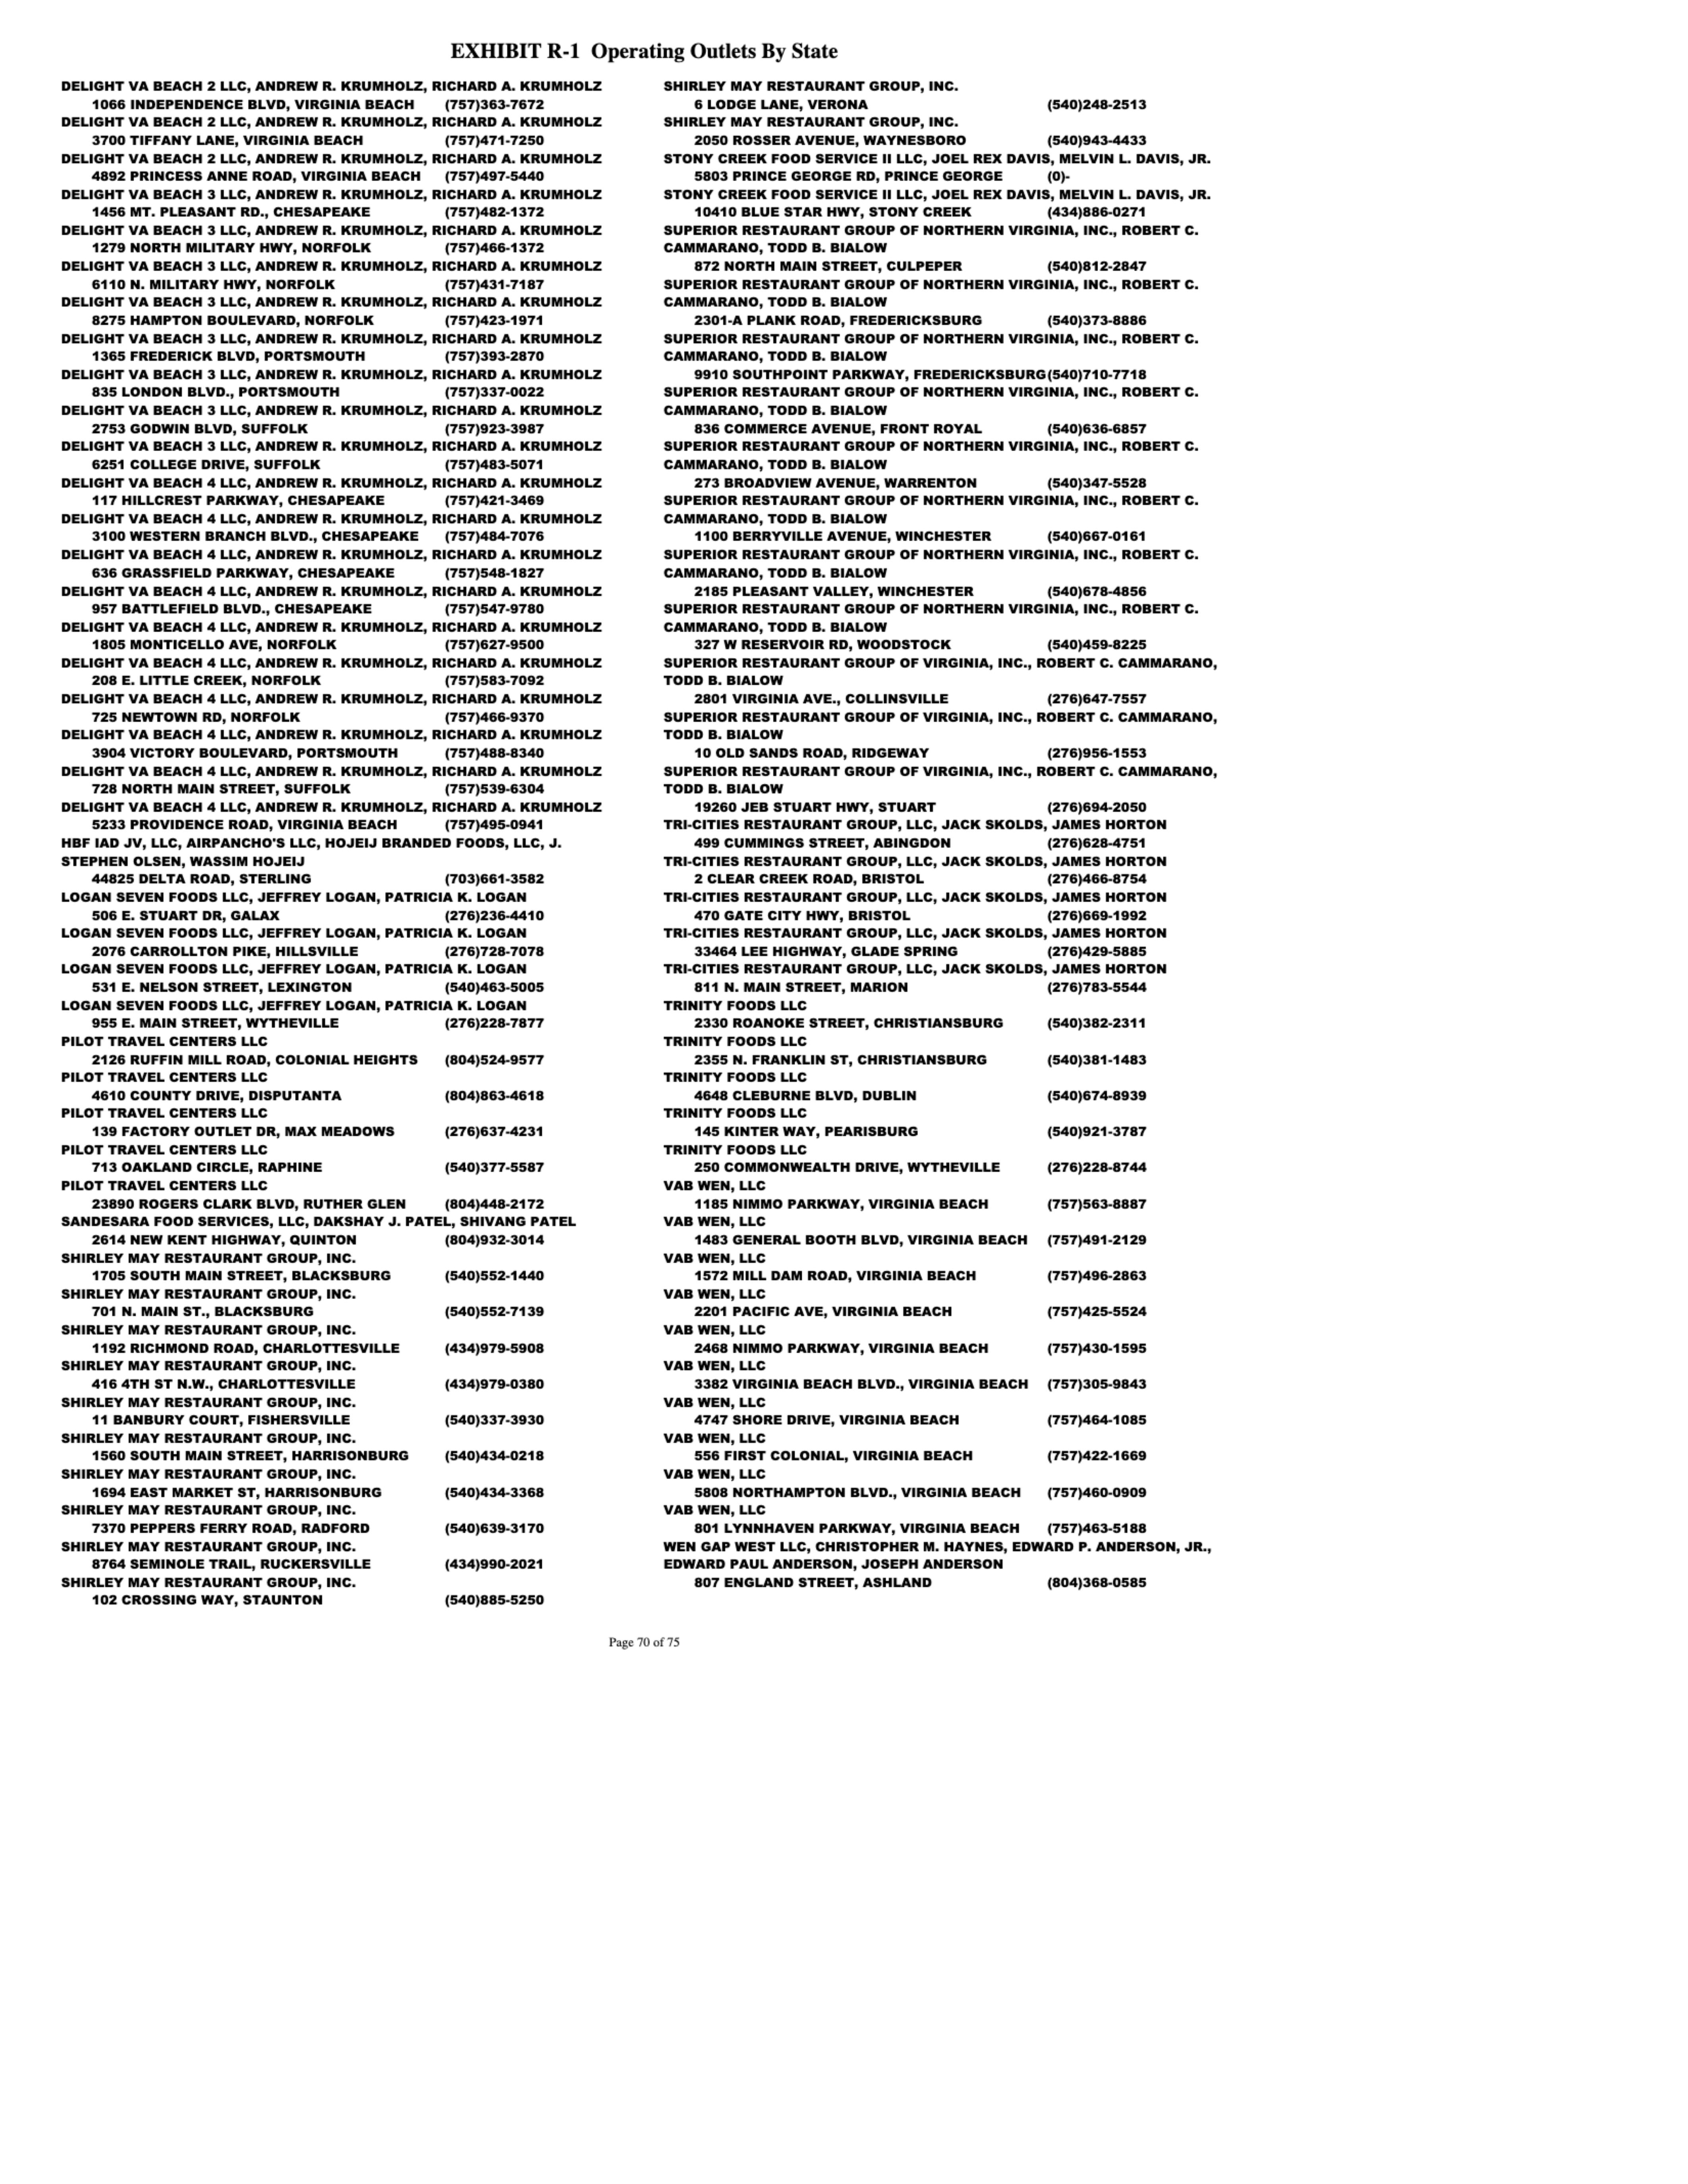 EXHIBIT R-1 Operating Outlets By State
DELIGHT VA BEACH 2 LLC, ANDREW R. KRUMHOLZ, RICHARD A. KRUMHOLZ
1066 INDEPENDENCE BLVD, VIRGINIA BEACH (757)363-7672
DELIGHT VA BEACH 2 LLC, ANDREW R. KRUMHOLZ, RICHARD A. KRUMHOLZ
3700 TIFFANY LANE, VIRGINIA BEACH (757)471-7250
DELIGHT VA BEACH 2 LLC, ANDREW R. KRUMHOLZ, RICHARD A. KRUMHOLZ
4892 PRINCESS ANNE ROAD, VIRGINIA BEACH (757)497-5440
DELIGHT VA BEACH 3 LLC, ANDREW R. KRUMHOLZ, RICHARD A. KRUMHOLZ
1456 MT. PLEASANT RD., CHESAPEAKE (757)482-1372
DELIGHT VA BEACH 3 LLC, ANDREW R. KRUMHOLZ, RICHARD A. KRUMHOLZ
1279 NORTH MILITARY HWY, NORFOLK (757)466-1372
DELIGHT VA BEACH 3 LLC, ANDREW R. KRUMHOLZ, RICHARD A. KRUMHOLZ
6110 N. MILITARY HWY, NORFOLK (757)431-7187
DELIGHT VA BEACH 3 LLC, ANDREW R. KRUMHOLZ, RICHARD A. KRUMHOLZ
8275 HAMPTON BOULEVARD, NORFOLK (757)423-1971
DELIGHT VA BEACH 3 LLC, ANDREW R. KRUMHOLZ, RICHARD A. KRUMHOLZ
1365 FREDERICK BLVD, PORTSMOUTH (757)393-2870
DELIGHT VA BEACH 3 LLC, ANDREW R. KRUMHOLZ, RICHARD A. KRUMHOLZ
835 LONDON BLVD., PORTSMOUTH (757)337-0022
DELIGHT VA BEACH 3 LLC, ANDREW R. KRUMHOLZ, RICHARD A. KRUMHOLZ
2753 GODWIN BLVD, SUFFOLK (757)923-3987
DELIGHT VA BEACH 3 LLC, ANDREW R. KRUMHOLZ, RICHARD A. KRUMHOLZ
6251 COLLEGE DRIVE, SUFFOLK (757)483-5071
DELIGHT VA BEACH 4 LLC, ANDREW R. KRUMHOLZ, RICHARD A. KRUMHOLZ
117 HILLCREST PARKWAY, CHESAPEAKE (757)421-3469
DELIGHT VA BEACH 4 LLC, ANDREW R. KRUMHOLZ, RICHARD A. KRUMHOLZ
3100 WESTERN BRANCH BLVD., CHESAPEAKE (757)484-7076
DELIGHT VA BEACH 4 LLC, ANDREW R. KRUMHOLZ, RICHARD A. KRUMHOLZ
636 GRASSFIELD PARKWAY, CHESAPEAKE (757)548-1827
DELIGHT VA BEACH 4 LLC, ANDREW R. KRUMHOLZ, RICHARD A. KRUMHOLZ
957 BATTLEFIELD BLVD., CHESAPEAKE (757)547-9780
DELIGHT VA BEACH 4 LLC, ANDREW R. KRUMHOLZ, RICHARD A. KRUMHOLZ
1805 MONTICELLO AVE, NORFOLK (757)627-9500
DELIGHT VA BEACH 4 LLC, ANDREW R. KRUMHOLZ, RICHARD A. KRUMHOLZ
208 E. LITTLE CREEK, NORFOLK (757)583-7092
DELIGHT VA BEACH 4 LLC, ANDREW R. KRUMHOLZ, RICHARD A. KRUMHOLZ
725 NEWTOWN RD, NORFOLK (757)466-9370
DELIGHT VA BEACH 4 LLC, ANDREW R. KRUMHOLZ, RICHARD A. KRUMHOLZ
3904 VICTORY BOULEVARD, PORTSMOUTH (757)488-8340
DELIGHT VA BEACH 4 LLC, ANDREW R. KRUMHOLZ, RICHARD A. KRUMHOLZ
728 NORTH MAIN STREET, SUFFOLK (757)539-6304
DELIGHT VA BEACH 4 LLC, ANDREW R. KRUMHOLZ, RICHARD A. KRUMHOLZ
5233 PROVIDENCE ROAD, VIRGINIA BEACH (757)495-0941
HBF IAD JV, LLC, AIRPANCHO'S LLC, HOJEIJ BRANDED FOODS, LLC, J.
STEPHEN OLSEN, WASSIM HOJEIJ
44825 DELTA ROAD, STERLING (703)661-3582
LOGAN SEVEN FOODS LLC, JEFFREY LOGAN, PATRICIA K. LOGAN
506 E. STUART DR, GALAX (276)236-4410
LOGAN SEVEN FOODS LLC, JEFFREY LOGAN, PATRICIA K. LOGAN
2076 CARROLLTON PIKE, HILLSVILLE (276)728-7078
LOGAN SEVEN FOODS LLC, JEFFREY LOGAN, PATRICIA K. LOGAN
531 E. NELSON STREET, LEXINGTON (540)463-5005
LOGAN SEVEN FOODS LLC, JEFFREY LOGAN, PATRICIA K. LOGAN
955 E. MAIN STREET, WYTHEVILLE (276)228-7877
PILOT TRAVEL CENTERS LLC
2126 RUFFIN MILL ROAD, COLONIAL HEIGHTS (804)524-9577
PILOT TRAVEL CENTERS LLC
4610 COUNTY DRIVE, DISPUTANTA (804)863-4618
PILOT TRAVEL CENTERS LLC
139 FACTORY OUTLET DR, MAX MEADOWS (276)637-4231
PILOT TRAVEL CENTERS LLC
713 OAKLAND CIRCLE, RAPHINE (540)377-5587
PILOT TRAVEL CENTERS LLC
23890 ROGERS CLARK BLVD, RUTHER GLEN (804)448-2172
SANDESARA FOOD SERVICES, LLC, DAKSHAY J. PATEL, SHIVANG PATEL
2614 NEW KENT HIGHWAY, QUINTON (804)932-3014
SHIRLEY MAY RESTAURANT GROUP, INC.
1705 SOUTH MAIN STREET, BLACKSBURG (540)552-1440
SHIRLEY MAY RESTAURANT GROUP, INC.
701 N. MAIN ST., BLACKSBURG (540)552-7139
SHIRLEY MAY RESTAURANT GROUP, INC.
1192 RICHMOND ROAD, CHARLOTTESVILLE (434)979-5908
SHIRLEY MAY RESTAURANT GROUP, INC.
416 4TH ST N.W., CHARLOTTESVILLE (434)979-0380
SHIRLEY MAY RESTAURANT GROUP, INC.
11 BANBURY COURT, FISHERSVILLE (540)337-3930
SHIRLEY MAY RESTAURANT GROUP, INC.
1560 SOUTH MAIN STREET, HARRISONBURG (540)434-0218
SHIRLEY MAY RESTAURANT GROUP, INC.
1694 EAST MARKET ST, HARRISONBURG (540)434-3368
SHIRLEY MAY RESTAURANT GROUP, INC.
7370 PEPPERS FERRY ROAD, RADFORD (540)639-3170
SHIRLEY MAY RESTAURANT GROUP, INC.
8764 SEMINOLE TRAIL, RUCKERSVILLE (434)990-2021
SHIRLEY MAY RESTAURANT GROUP, INC.
102 CROSSING WAY, STAUNTON (540)885-5250
SHIRLEY MAY RESTAURANT GROUP, INC.
6 LODGE LANE, VERONA (540)248-2513
SHIRLEY MAY RESTAURANT GROUP, INC.
2050 ROSSER AVENUE, WAYNESBORO (540)943-4433
STONY CREEK FOOD SERVICE II LLC, JOEL REX DAVIS, MELVIN L. DAVIS, JR.
5803 PRINCE GEORGE RD, PRINCE GEORGE (0)-
STONY CREEK FOOD SERVICE II LLC, JOEL REX DAVIS, MELVIN L. DAVIS, JR.
10410 BLUE STAR HWY, STONY CREEK (434)886-0271
SUPERIOR RESTAURANT GROUP OF NORTHERN VIRGINIA, INC., ROBERT C.
CAMMARANO, TODD B. BIALOW
872 NORTH MAIN STREET, CULPEPER (540)812-2847
SUPERIOR RESTAURANT GROUP OF NORTHERN VIRGINIA, INC., ROBERT C.
CAMMARANO, TODD B. BIALOW
2301-A PLANK ROAD, FREDERICKSBURG (540)373-8886
SUPERIOR RESTAURANT GROUP OF NORTHERN VIRGINIA, INC., ROBERT C.
CAMMARANO, TODD B. BIALOW
9910 SOUTHPOINT PARKWAY, FREDERICKSBURG(540)710-7718
SUPERIOR RESTAURANT GROUP OF NORTHERN VIRGINIA, INC., ROBERT C.
CAMMARANO, TODD B. BIALOW
836 COMMERCE AVENUE, FRONT ROYAL (540)636-6857
SUPERIOR RESTAURANT GROUP OF NORTHERN VIRGINIA, INC., ROBERT C.
CAMMARANO, TODD B. BIALOW
273 BROADVIEW AVENUE, WARRENTON (540)347-5528
SUPERIOR RESTAURANT GROUP OF NORTHERN VIRGINIA, INC., ROBERT C.
CAMMARANO, TODD B. BIALOW
1100 BERRYVILLE AVENUE, WINCHESTER (540)667-0161
SUPERIOR RESTAURANT GROUP OF NORTHERN VIRGINIA, INC., ROBERT C.
CAMMARANO, TODD B. BIALOW
2185 PLEASANT VALLEY, WINCHESTER (540)678-4856
SUPERIOR RESTAURANT GROUP OF NORTHERN VIRGINIA, INC., ROBERT C.
CAMMARANO, TODD B. BIALOW
327 W RESERVOIR RD, WOODSTOCK (540)459-8225
SUPERIOR RESTAURANT GROUP OF VIRGINIA, INC., ROBERT C. CAMMARANO,
TODD B. BIALOW
2801 VIRGINIA AVE., COLLINSVILLE (276)647-7557
SUPERIOR RESTAURANT GROUP OF VIRGINIA, INC., ROBERT C. CAMMARANO,
TODD B. BIALOW
10 OLD SANDS ROAD, RIDGEWAY (276)956-1553
SUPERIOR RESTAURANT GROUP OF VIRGINIA, INC., ROBERT C. CAMMARANO,
TODD B. BIALOW
19260 JEB STUART HWY, STUART (276)694-2050
TRI-CITIES RESTAURANT GROUP, LLC, JACK SKOLDS, JAMES HORTON
499 CUMMINGS STREET, ABINGDON (276)628-4751
TRI-CITIES RESTAURANT GROUP, LLC, JACK SKOLDS, JAMES HORTON
2 CLEAR CREEK ROAD, BRISTOL (276)466-8754
TRI-CITIES RESTAURANT GROUP, LLC, JACK SKOLDS, JAMES HORTON
470 GATE CITY HWY, BRISTOL (276)669-1992
TRI-CITIES RESTAURANT GROUP, LLC, JACK SKOLDS, JAMES HORTON
33464 LEE HIGHWAY, GLADE SPRING (276)429-5885
TRI-CITIES RESTAURANT GROUP, LLC, JACK SKOLDS, JAMES HORTON
811 N. MAIN STREET, MARION (276)783-5544
TRINITY FOODS LLC
2330 ROANOKE STREET, CHRISTIANSBURG (540)382-2311
TRINITY FOODS LLC
2355 N. FRANKLIN ST, CHRISTIANSBURG (540)381-1483
TRINITY FOODS LLC
4648 CLEBURNE BLVD, DUBLIN (540)674-8939
TRINITY FOODS LLC
145 KINTER WAY, PEARISBURG (540)921-3787
TRINITY FOODS LLC
250 COMMONWEALTH DRIVE, WYTHEVILLE (276)228-8744
VAB WEN, LLC
1185 NIMMO PARKWAY, VIRGINIA BEACH (757)563-8887
VAB WEN, LLC
1483 GENERAL BOOTH BLVD, VIRGINIA BEACH (757)491-2129
VAB WEN, LLC
1572 MILL DAM ROAD, VIRGINIA BEACH (757)496-2863
VAB WEN, LLC
2201 PACIFIC AVE, VIRGINIA BEACH (757)425-5524
VAB WEN, LLC
2468 NIMMO PARKWAY, VIRGINIA BEACH (757)430-1595
VAB WEN, LLC
3382 VIRGINIA BEACH BLVD., VIRGINIA BEACH (757)305-9843
VAB WEN, LLC
4747 SHORE DRIVE, VIRGINIA BEACH (757)464-1085
VAB WEN, LLC
556 FIRST COLONIAL, VIRGINIA BEACH (757)422-1669
VAB WEN, LLC
5808 NORTHAMPTON BLVD., VIRGINIA BEACH (757)460-0909
VAB WEN, LLC
801 LYNNHAVEN PARKWAY, VIRGINIA BEACH (757)463-5188
WEN GAP WEST LLC, CHRISTOPHER M. HAYNES, EDWARD P. ANDERSON, JR.,
EDWARD PAUL ANDERSON, JOSEPH ANDERSON
807 ENGLAND STREET, ASHLAND (804)368-0585
Page 70 of 75